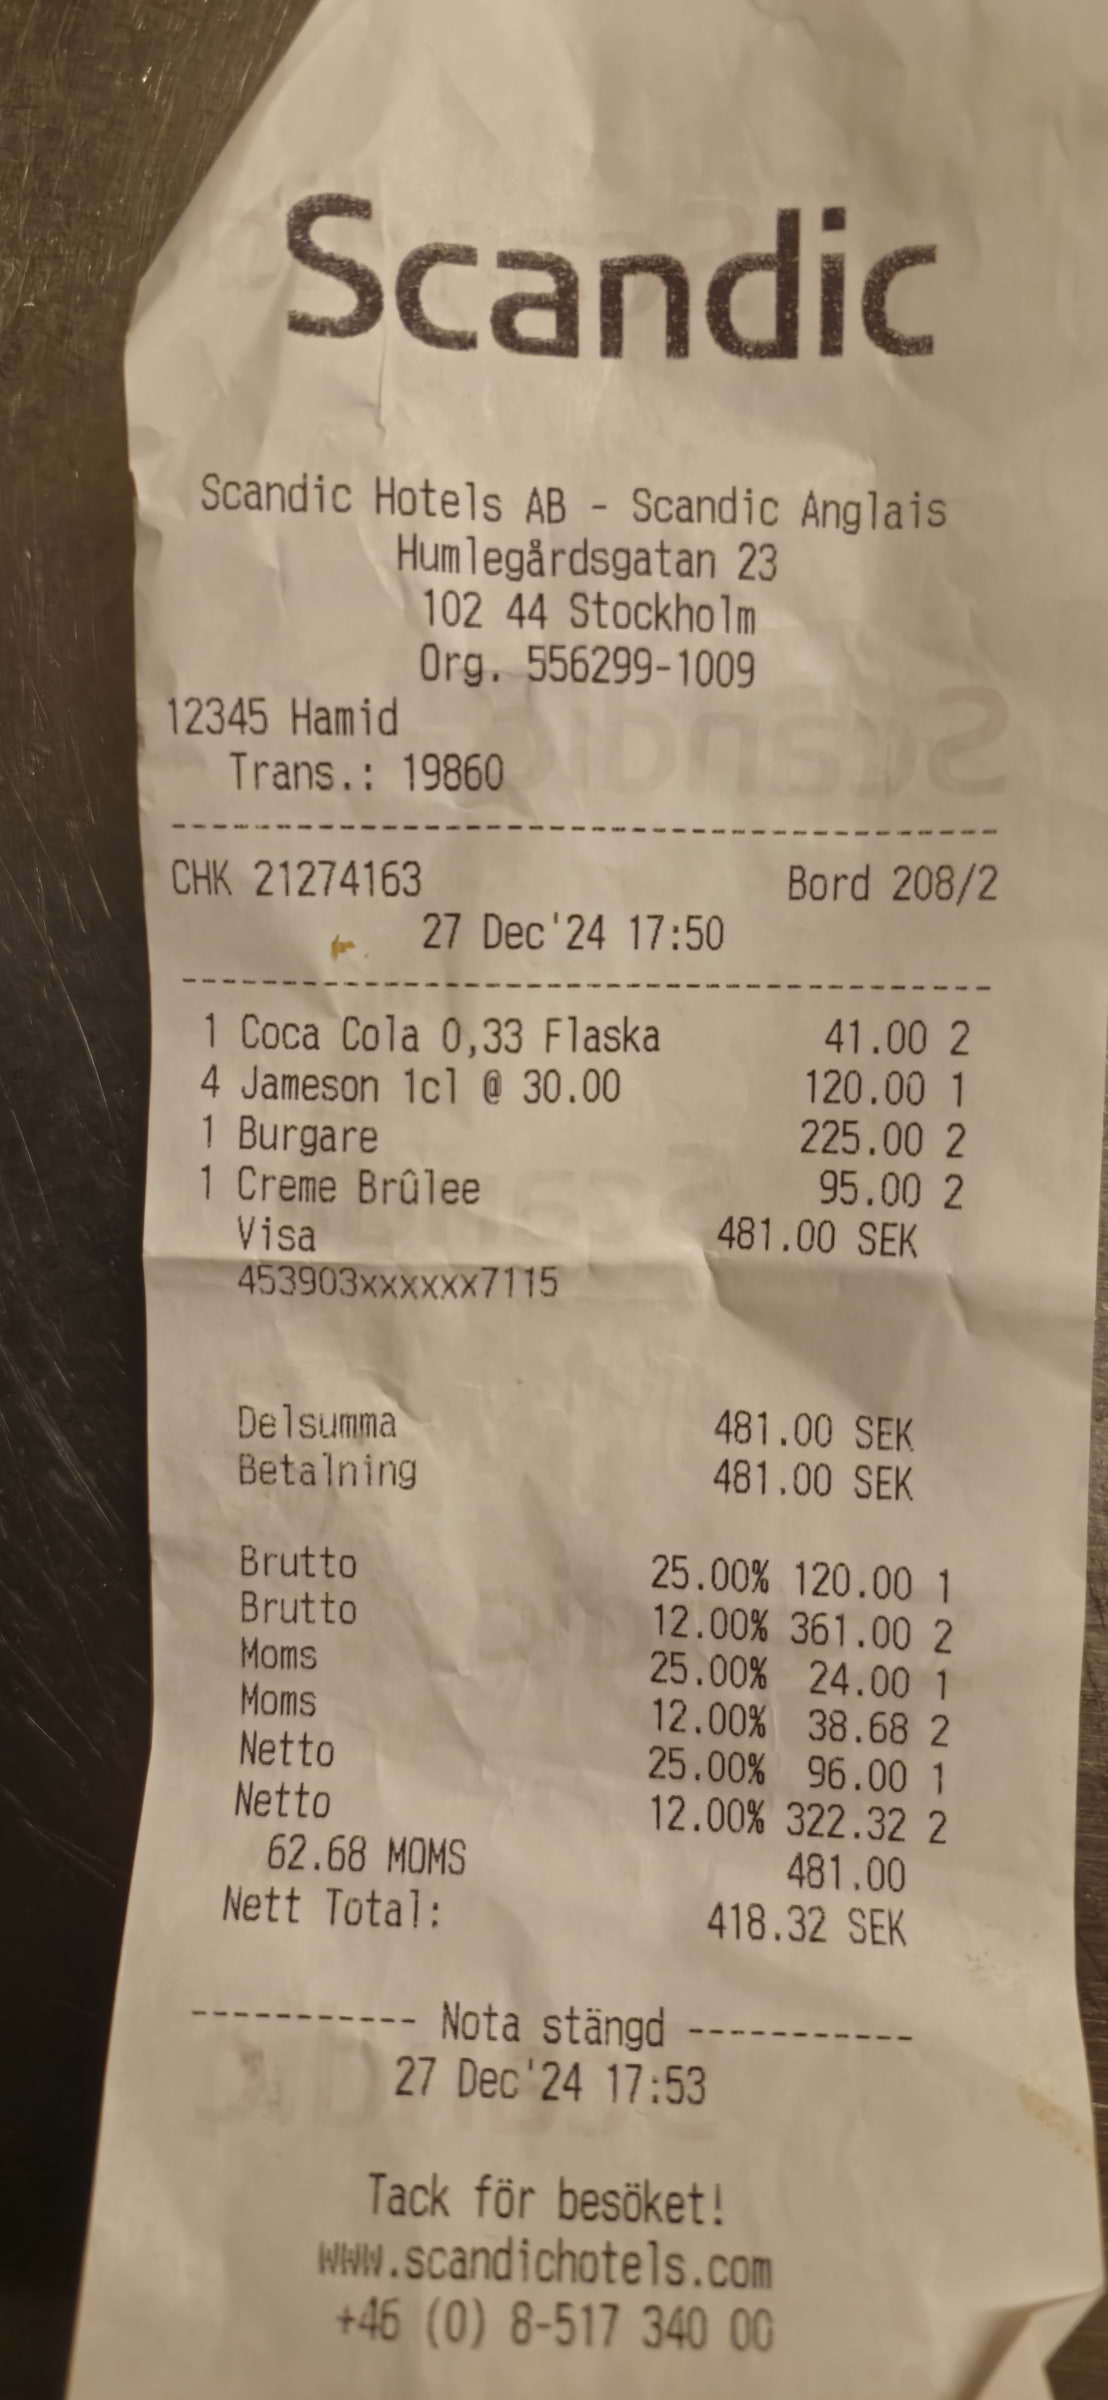 Scandic
Scandic Hotels AB - Scandic Anglais
Humlegårdsgatan 23
102 44 Stockholm
Org. 556299-1009
12345 Hamid
Trans.: 19860
CHK 21274163 Bord 208/2
27 Dec'24 17:50
1 Coca Cola 0,33 Flaska 41.00 2
4 Jameson 1cl @ 30.00 120.00 1
1 Burgare 225.00 2
1 Creme Brûlee 95.00 2
Visa 481.00 SEK
453903xxxxxx7115
Delsumma 481.00 SEK
Betalning 481.00 SEK
Brutto 25.00% 120.00 1
Brutto 12.00% 361.00 2
Moms 25.00% 24.00 1
Moms 12.00% 38.68 2
Netto 25.00% 96.00 1
Netto 12.00% 322.32 2
62.68 MOMS 481.00
Nett Total: 418.32 SEK
----------- Nota stängd -----------
27 Dec'24 17:53
Tack för besöket!
www.scandichotels.com
+46 (0) 8-517 340 00